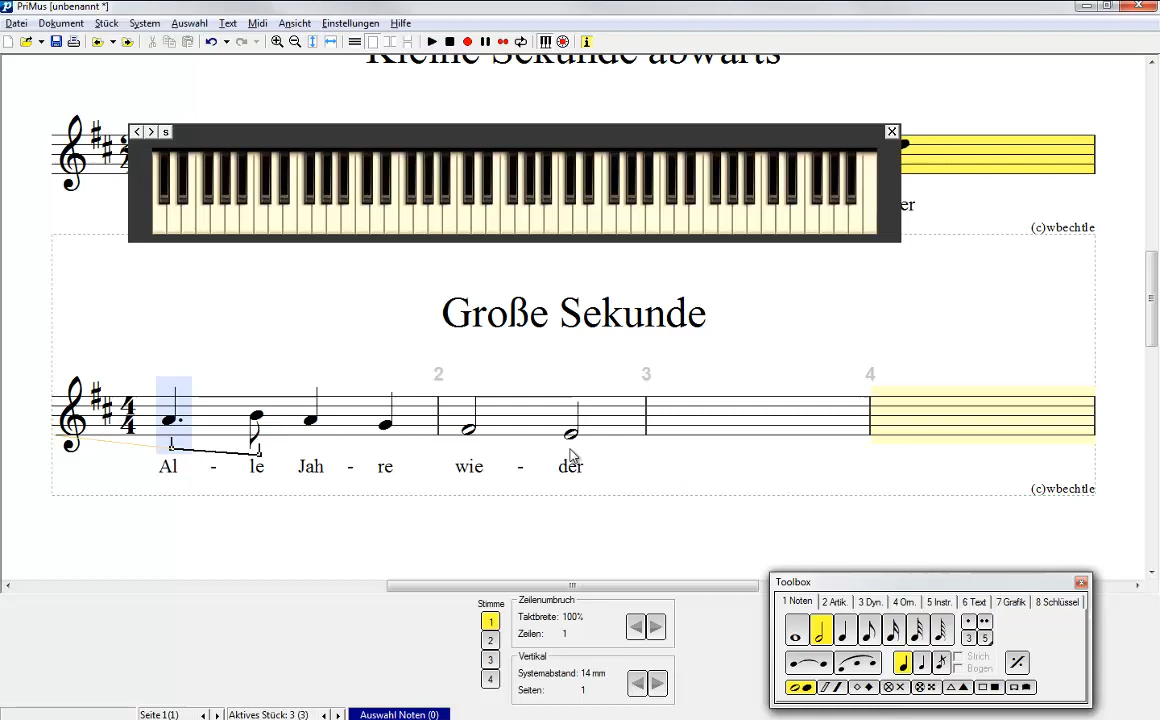 PriMus [unbenannt *]
Datei Dokument Stück System Auswahl Text Midi Ansicht Einstellungen Hilfe
Kleine Sekunde abwärts
< > s
er
(c)wbechtle
Große Sekunde
2 3 4
4
4
Al - le Jah - re wie - der
(c)wbechtle
Toolbox
1 Noten 2 Artik. 3 Dyn. 4 Orn. 5 Instr. 6 Text 7 Grafik 8 Schlüssel
3 5
Strich
Bogen
Stimme
1
2
3
4
Zeilenumbruch
Taktbreite: 100%
Zeilen: 1
Vertikal
Systemabstand: 14 mm
Seiten: 1
Seite 1(1) Aktives Stück: 3 (3) Auswahl Noten (0)